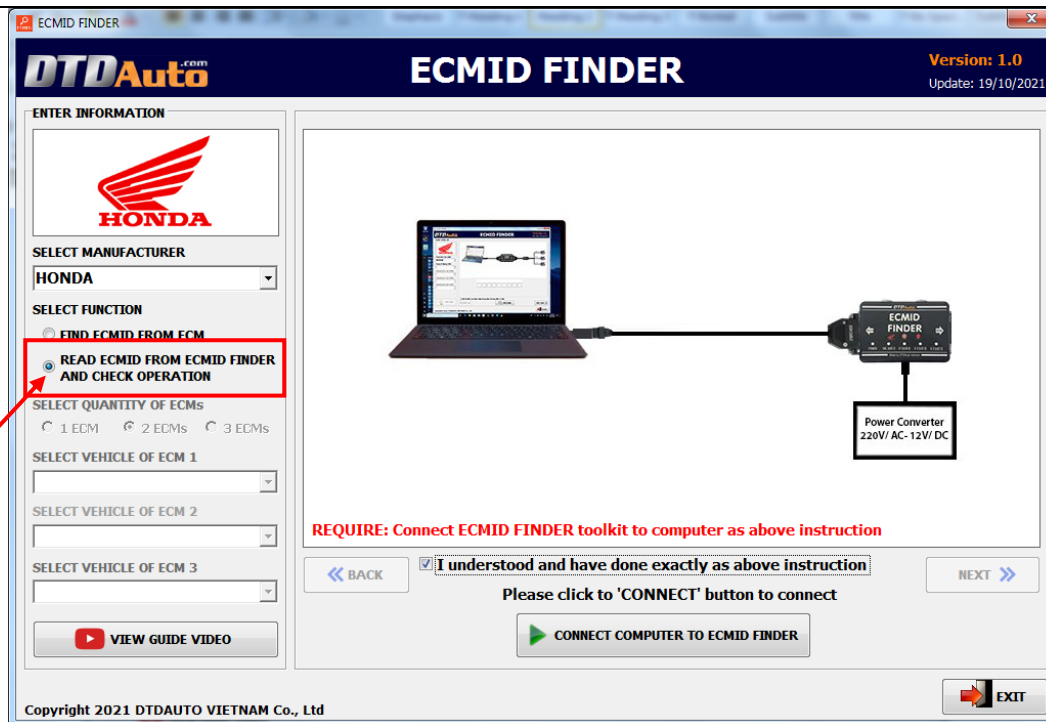 ECMID FINDER
DTDAuto.com
ECMID FINDER
Version: 1.0
Update: 19/10/2021
ENTER INFORMATION
HONDA
SELECT MANUFACTURER
HONDA
SELECT FUNCTION
FIND ECMID FROM ECM
READ ECMID FROM ECMID FINDER
AND CHECK OPERATION
SELECT QUANTITY OF ECMs
1 ECM 2 ECMs 3 ECMs
SELECT VEHICLE OF ECM 1
SELECT VEHICLE OF ECM 2
SELECT VEHICLE OF ECM 3
VIEW GUIDE VIDEO
ECMID FINDER
ECMID
FINDER
Power Converter
220V/ AC- 12V/ DC
REQUIRE: Connect ECMID FINDER toolkit to computer as above instruction
BACK
I understood and have done exactly as above instruction
NEXT
Please click to 'CONNECT' button to connect
CONNECT COMPUTER TO ECMID FINDER
EXIT
Copyright 2021 DTDAUTO VIETNAM Co., Ltd